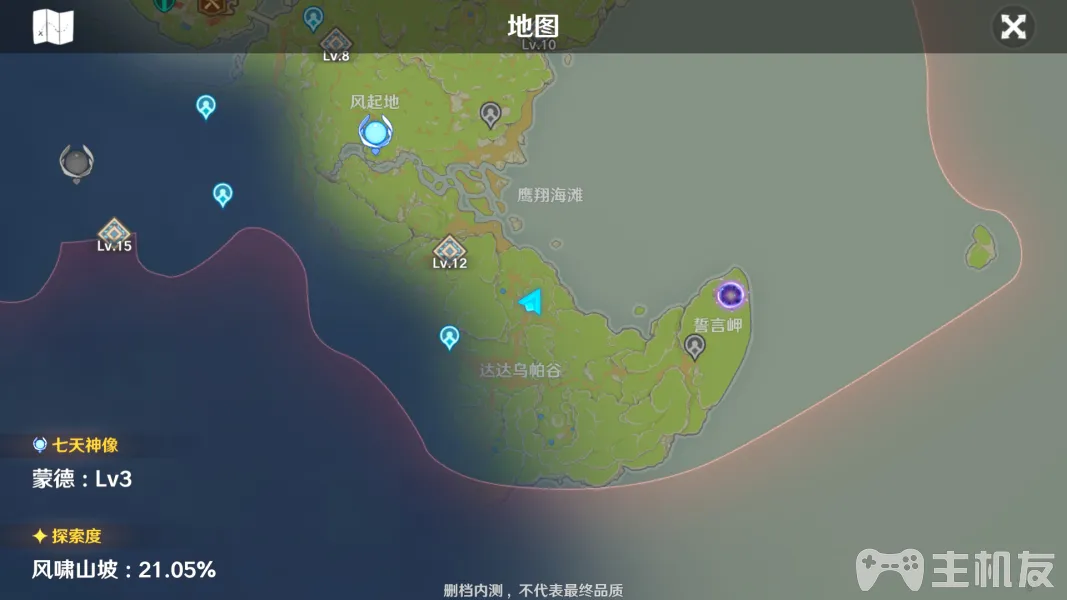 地图
Lv.10
Lv.8
风起地
鹰翔海滩
Lv.15
Lv.12
誓言岬
达达乌帕谷
七天神像
蒙德：Lv3
探索度
风啸山坡：21.05%
删档内测，不代表最终品质
主机友